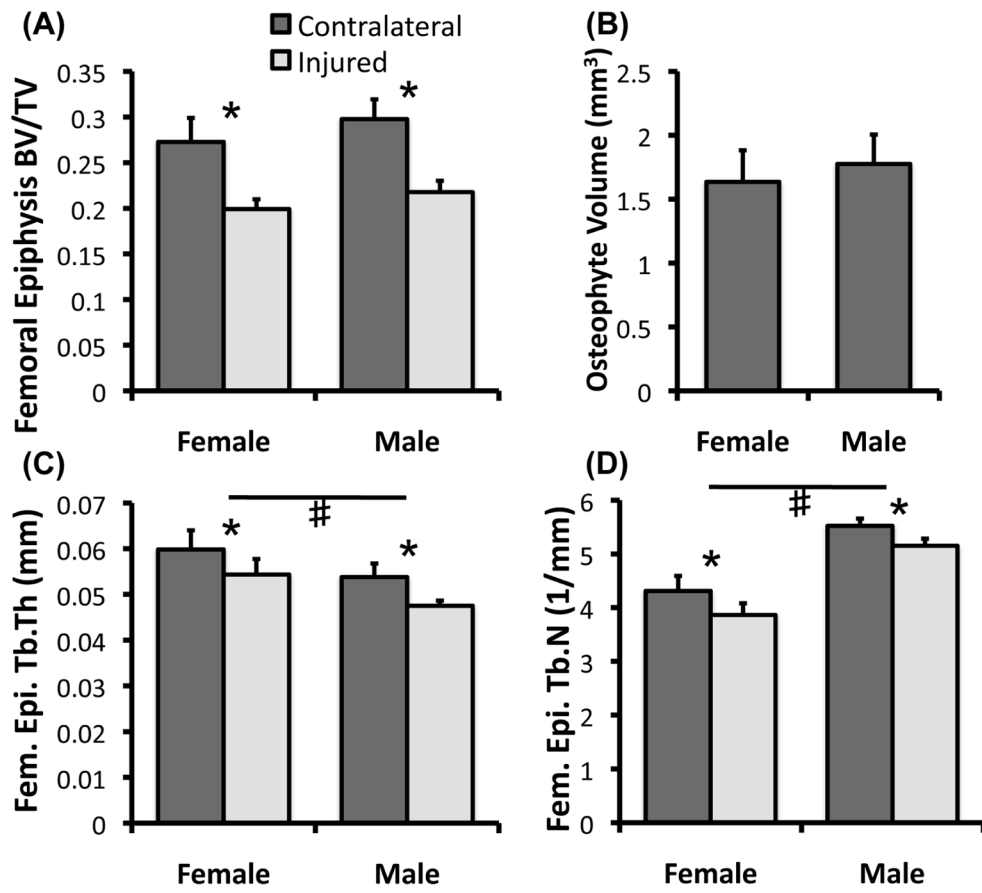 (A)
Contralateral
Injured
Femoral Epiphysis BV/TV
0.35
0.3
0.25
0.2
0.15
0.1
0.05
0
*
*
Female
Male
(B)
Osteophyte Volume (mm³)
2.5
2
1.5
1
0.5
0
Female
Male
(C)
Fem. Epi. Tb.Th (mm)
0.07
0.06
0.05
0.04
0.03
0.02
0.01
0
*
#
*
Female
Male
(D)
Fem. Epi. Tb.N (1/mm)
6
5
4
3
2
1
0
*
#
*
Female
Male